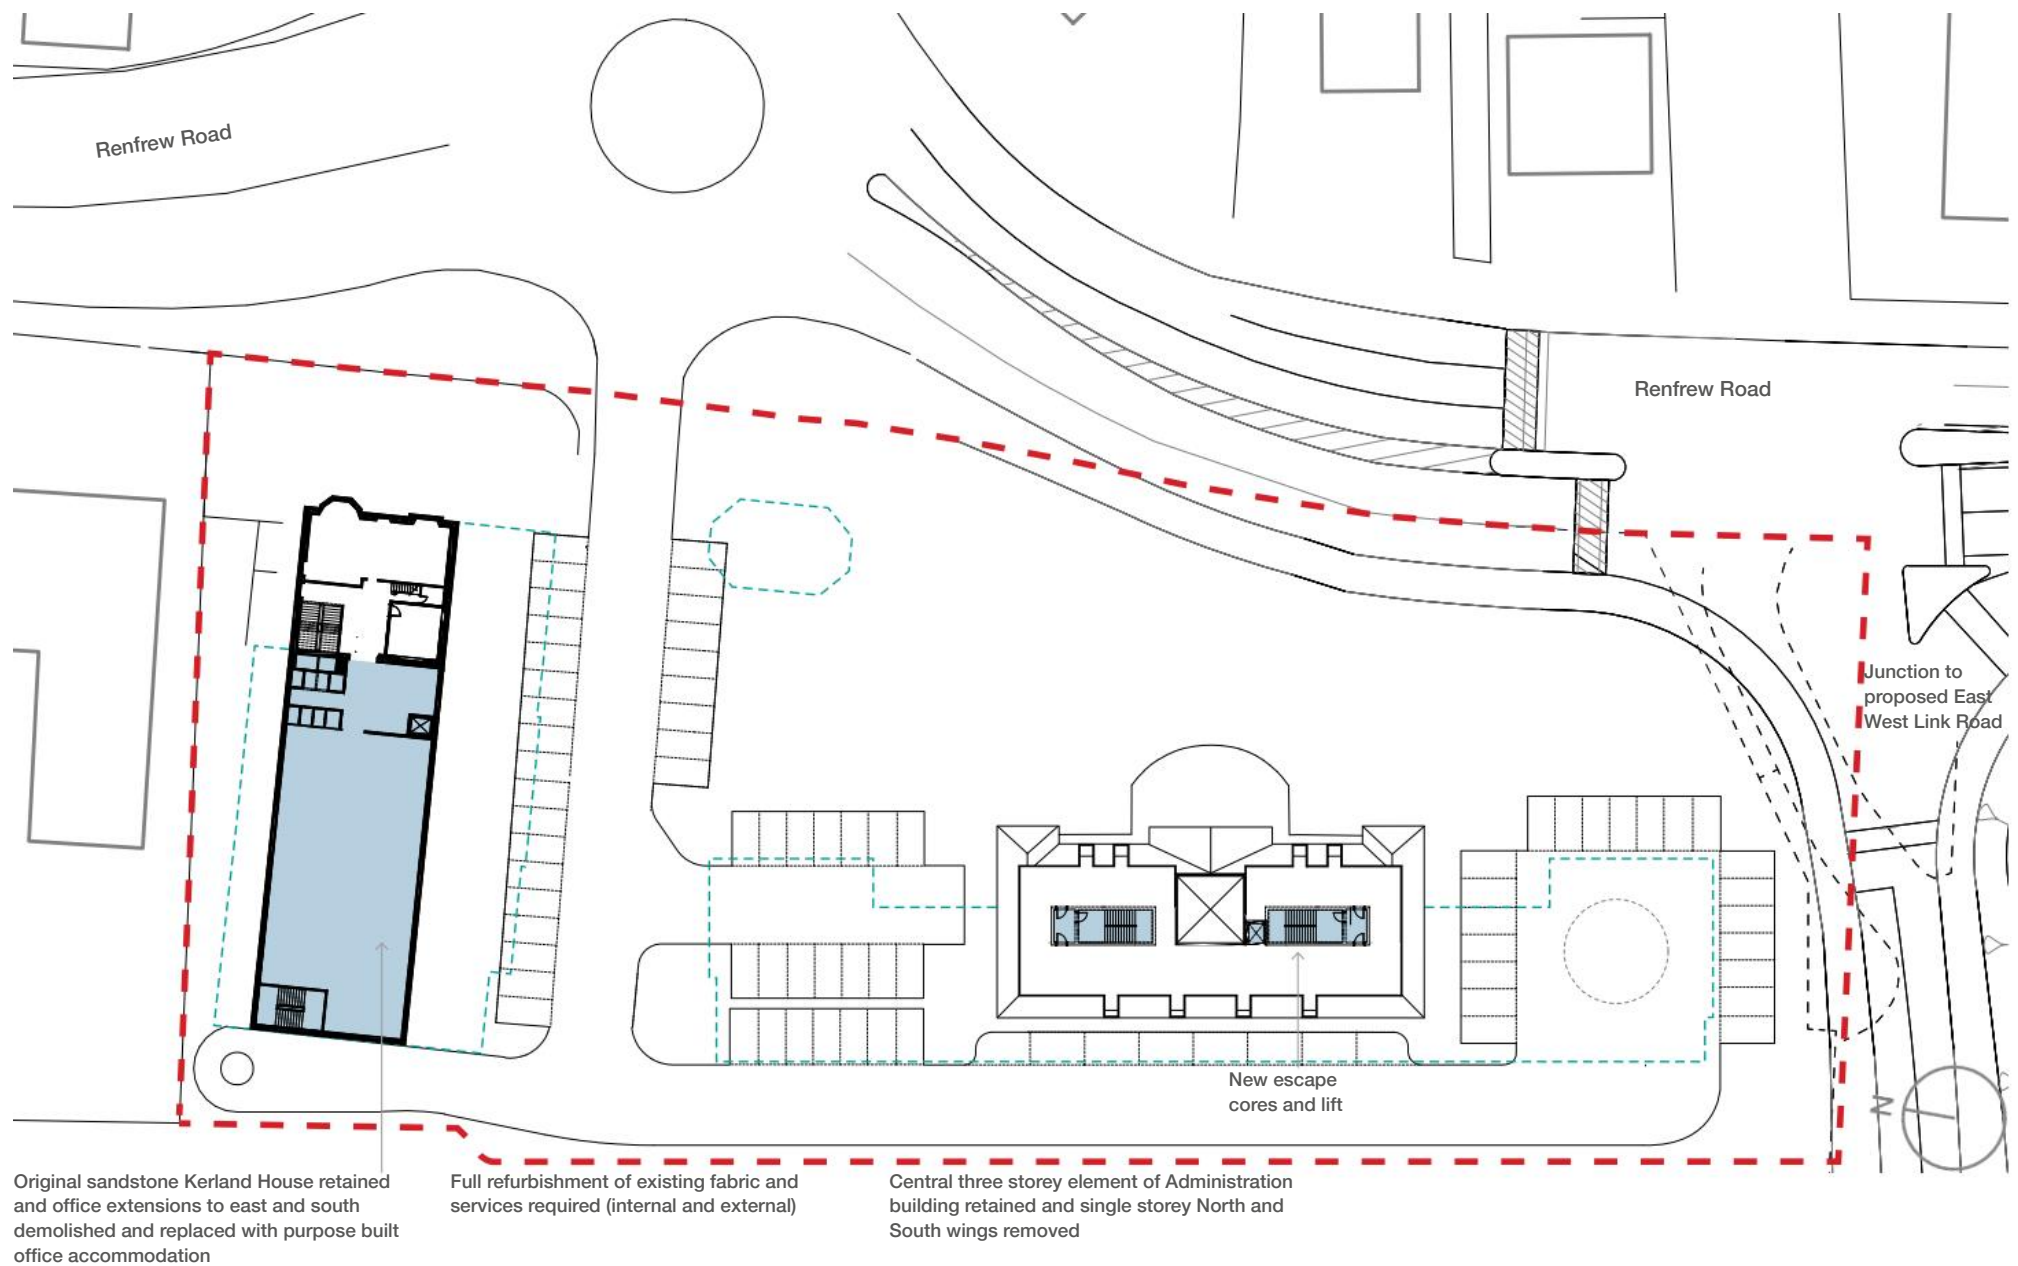 Renfrew Road
Renfrew Road
Junction to
proposed East
West Link Road
New escape
cores and lift
N
Original sandstone Kerland House retained
and office extensions to east and south
demolished and replaced with purpose built
office accommodation
Full refurbishment of existing fabric and
services required (internal and external)
Central three storey element of Administration
building retained and single storey North and
South wings removed